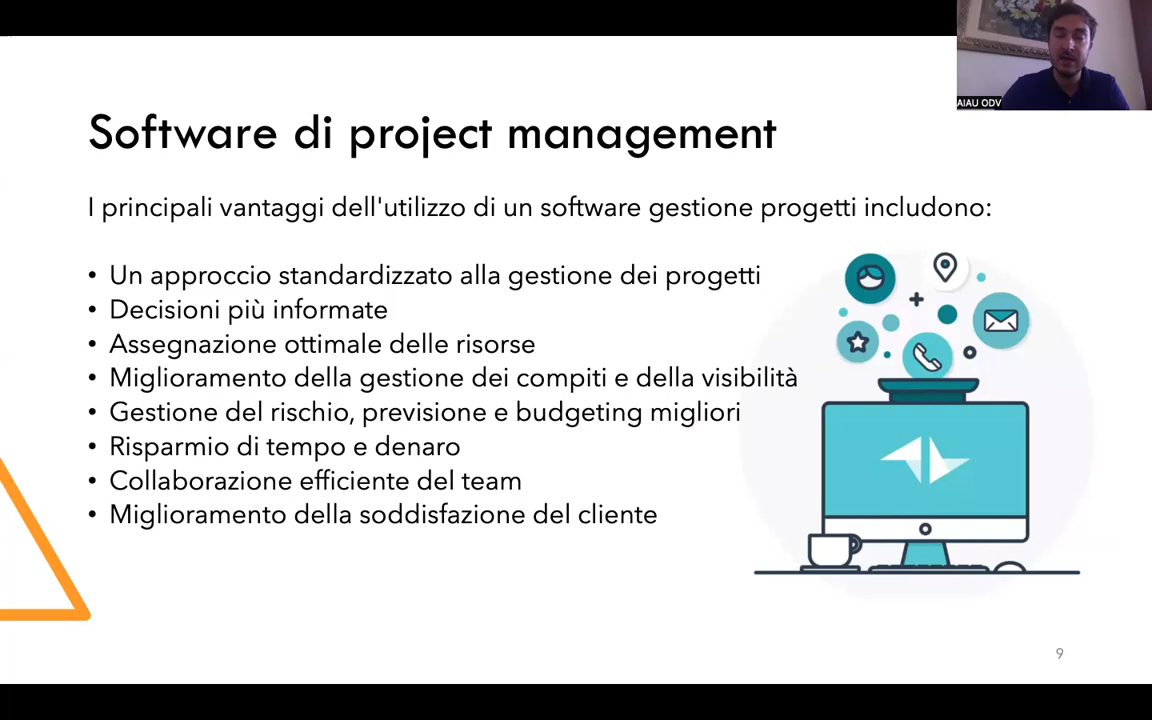 AIAU ODV
Software di project management
I principali vantaggi dell'utilizzo di un software gestione progetti includono:
• Un approccio standardizzato alla gestione dei progetti
• Decisioni più informate
• Assegnazione ottimale delle risorse
• Miglioramento della gestione dei compiti e della visibilità
• Gestione del rischio, previsione e budgeting migliori
• Risparmio di tempo e denaro
• Collaborazione efficiente del team
• Miglioramento della soddisfazione del cliente
9